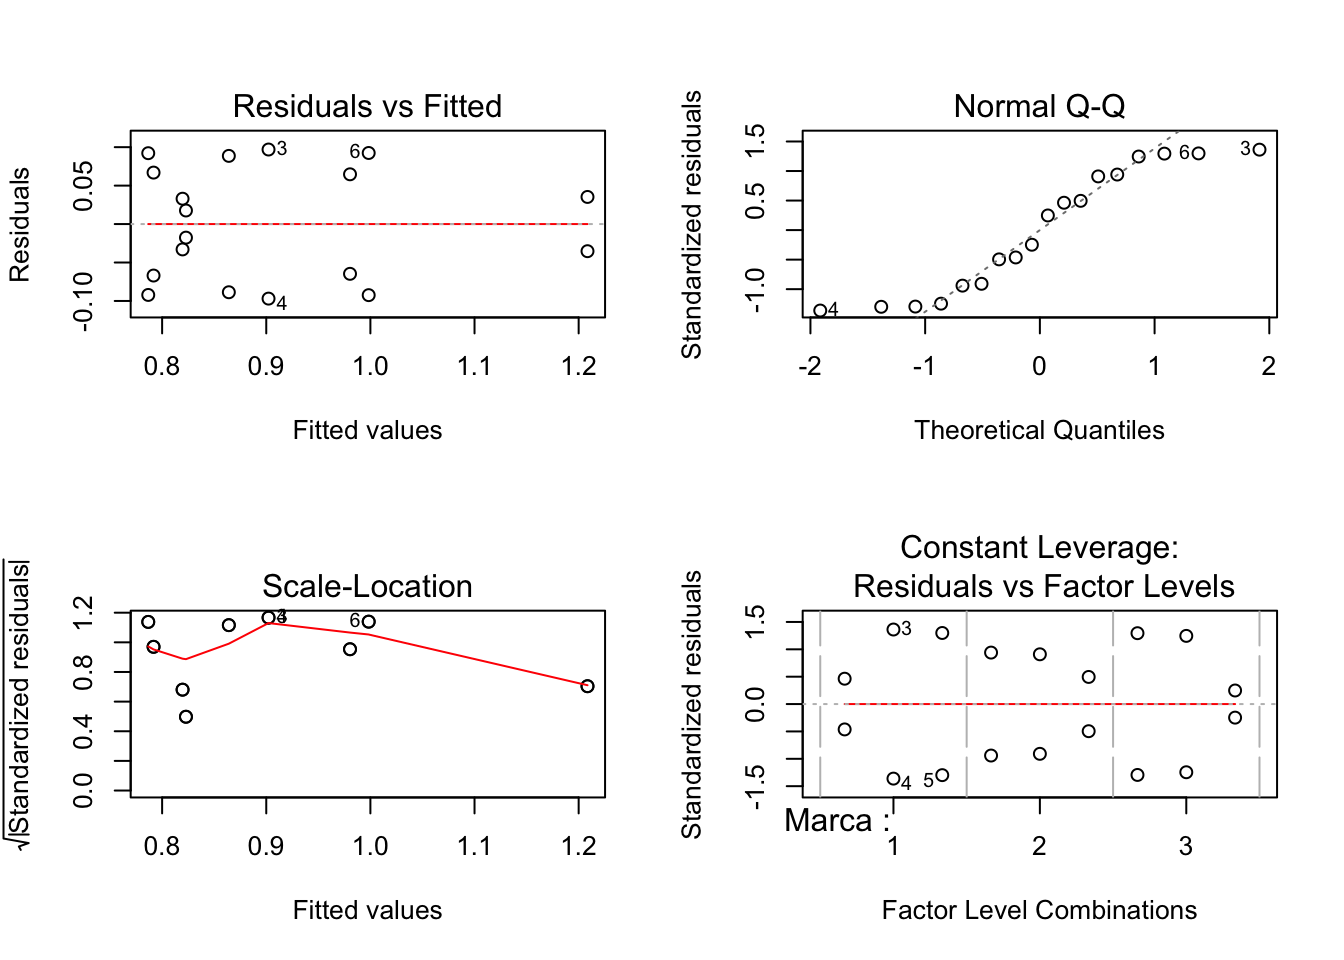 Residuals vs Fitted
Residuals
0.05
-0.10
3
6
4
0.8 0.9 1.0 1.1 1.2
Fitted values
Normal Q-Q
Standardized residuals
1.5
0.5
-1.0
4
6
3
-2 -1 0 1 2
Theoretical Quantiles
Scale-Location
√|Standardized residuals|
1.2
0.8
0.4
0.0
6
0.8 0.9 1.0 1.1 1.2
Fitted values
Constant Leverage:
Residuals vs Factor Levels
Standardized residuals
1.5
0.0
-1.5
3
4
5
Marca :
1 2 3
Factor Level Combinations